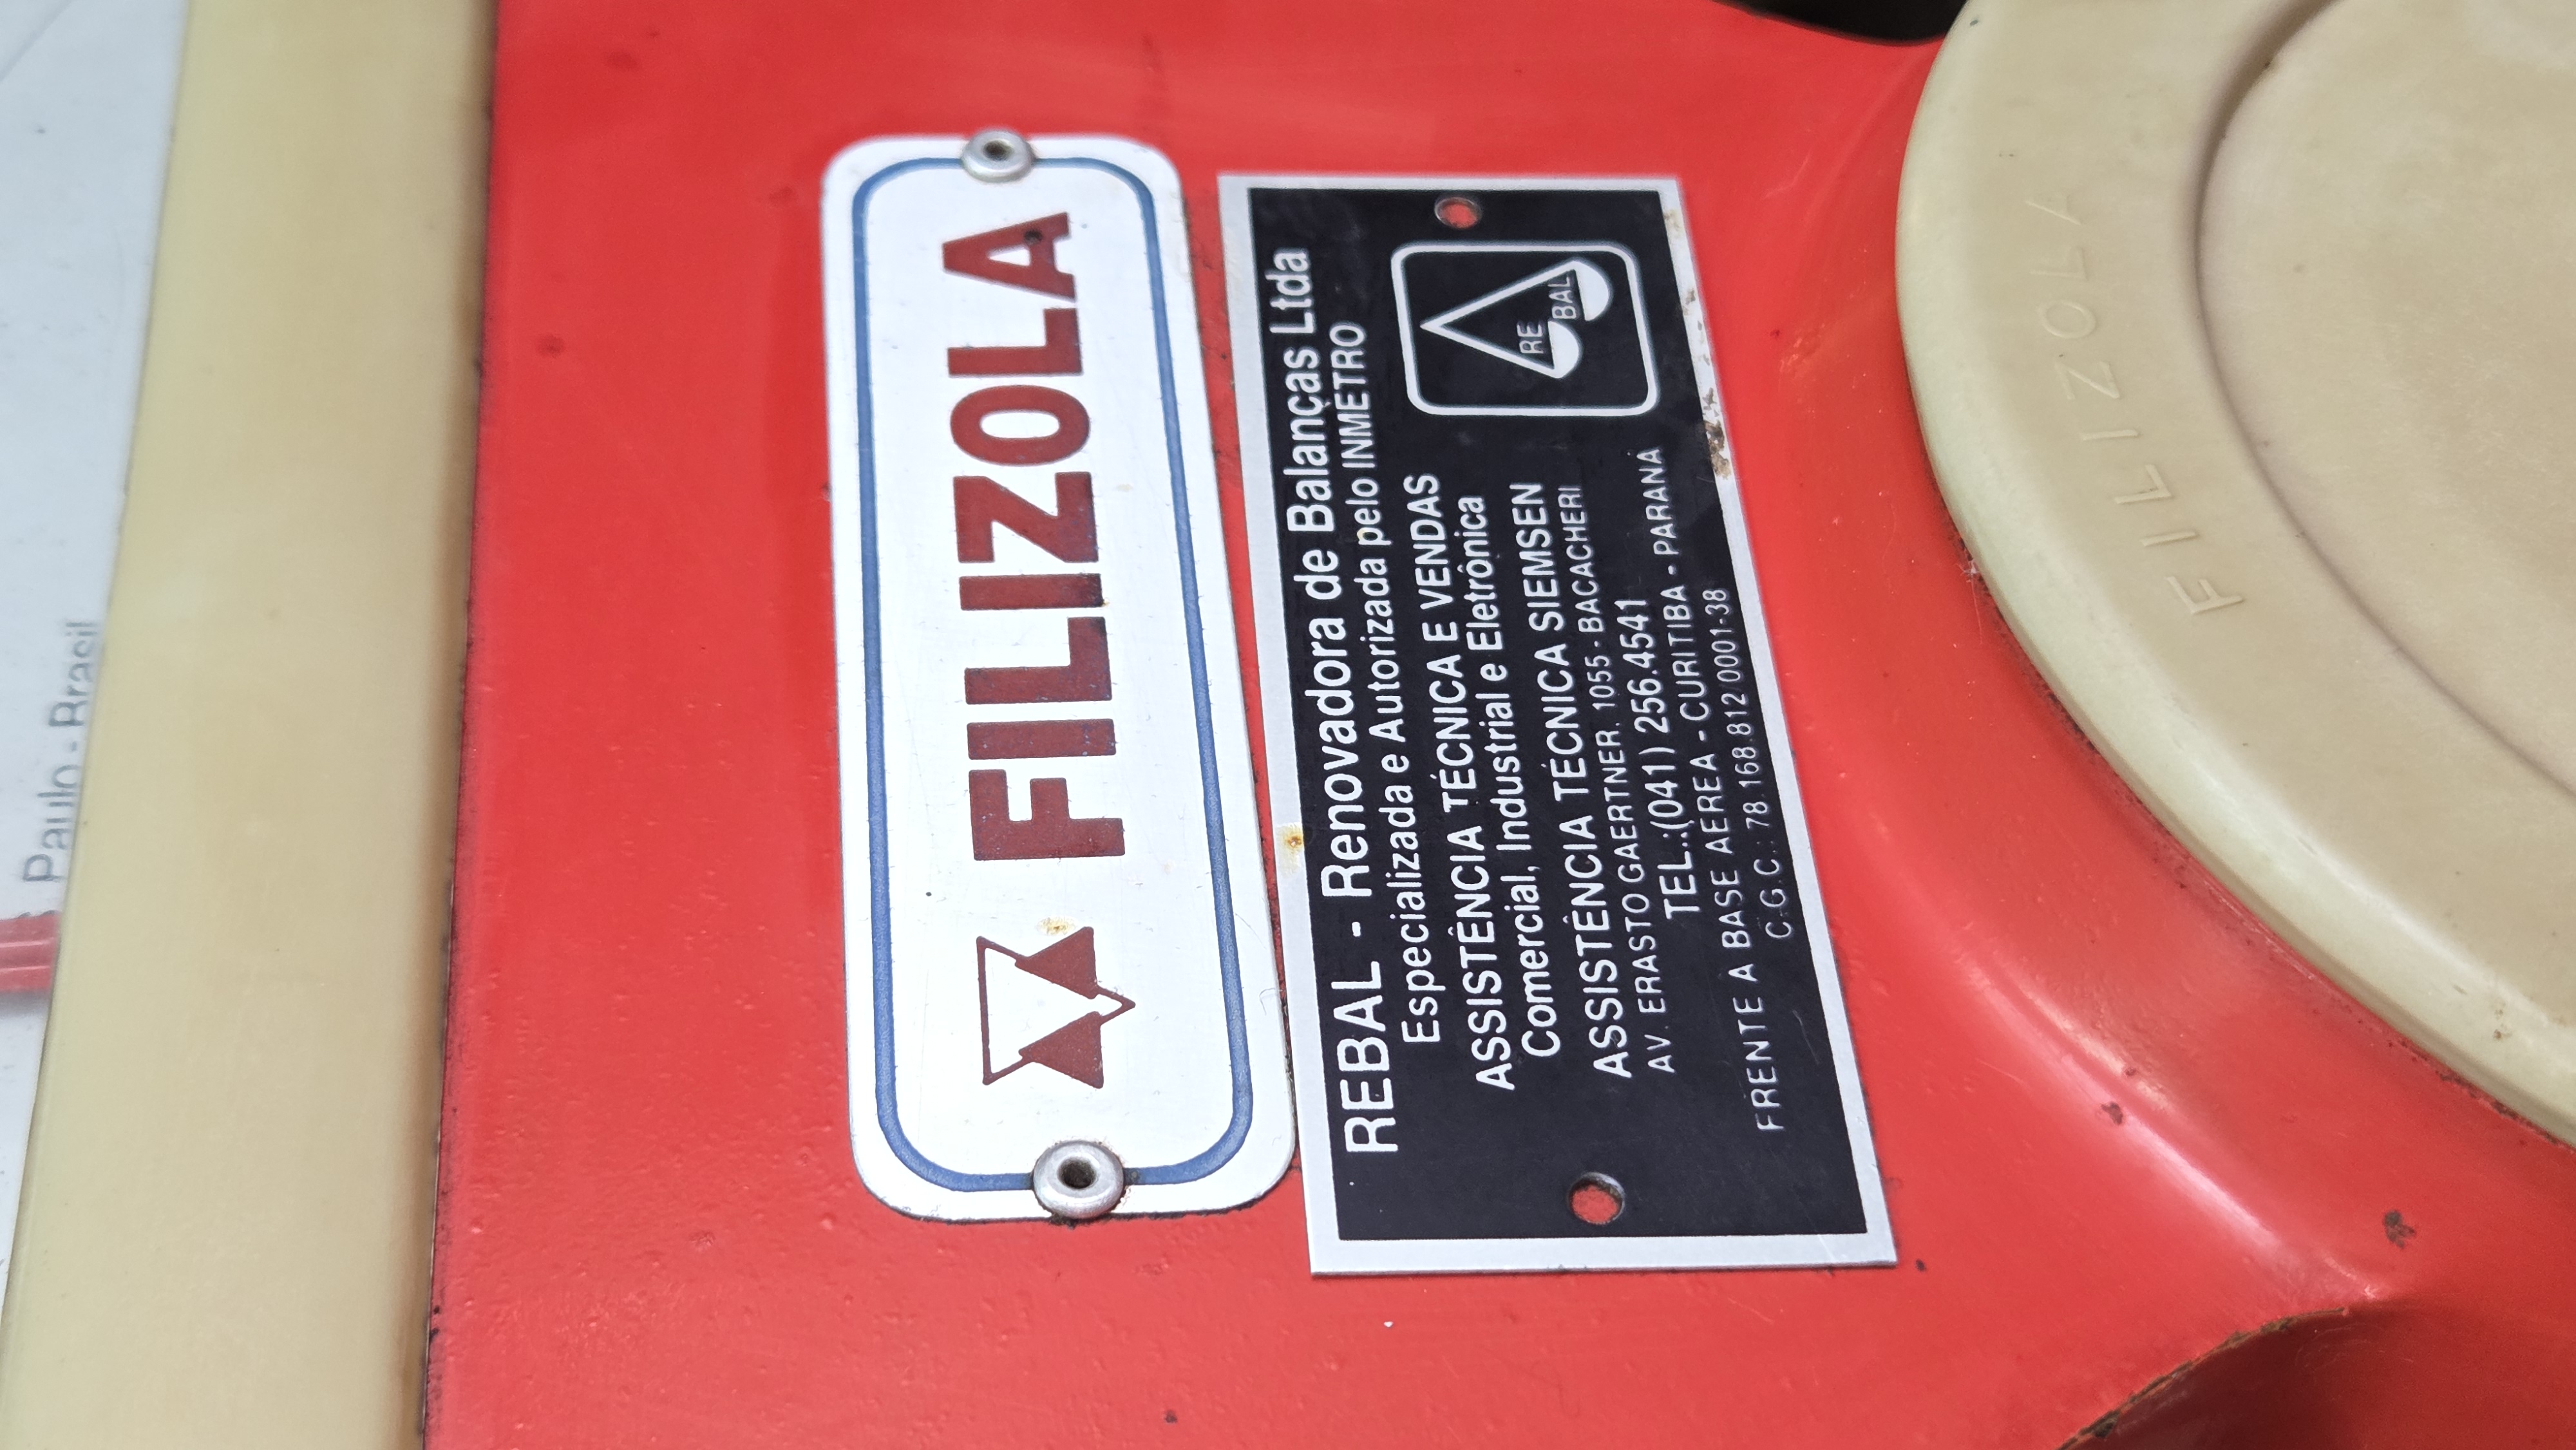 Paulo - Brasil
FILIZOLA
REBAL - Renovadora de Balanças Ltda
Especializada e Autorizada pelo INMETRO
ASSISTÊNCIA TÉCNICA E VENDAS
Comercial, Industrial e Eletrônica
ASSISTÊNCIA TÉCNICA SIEMSEN
AV. ERASTO GAERTNER, 1055 - BACACHERI
TEL.:(041) 256.4541
FRENTE A BASE AEREA - CURITIBA - PARANÁ
C.G.C.: 78.168.812 0001-38
RE
BAL
FILIZOLA